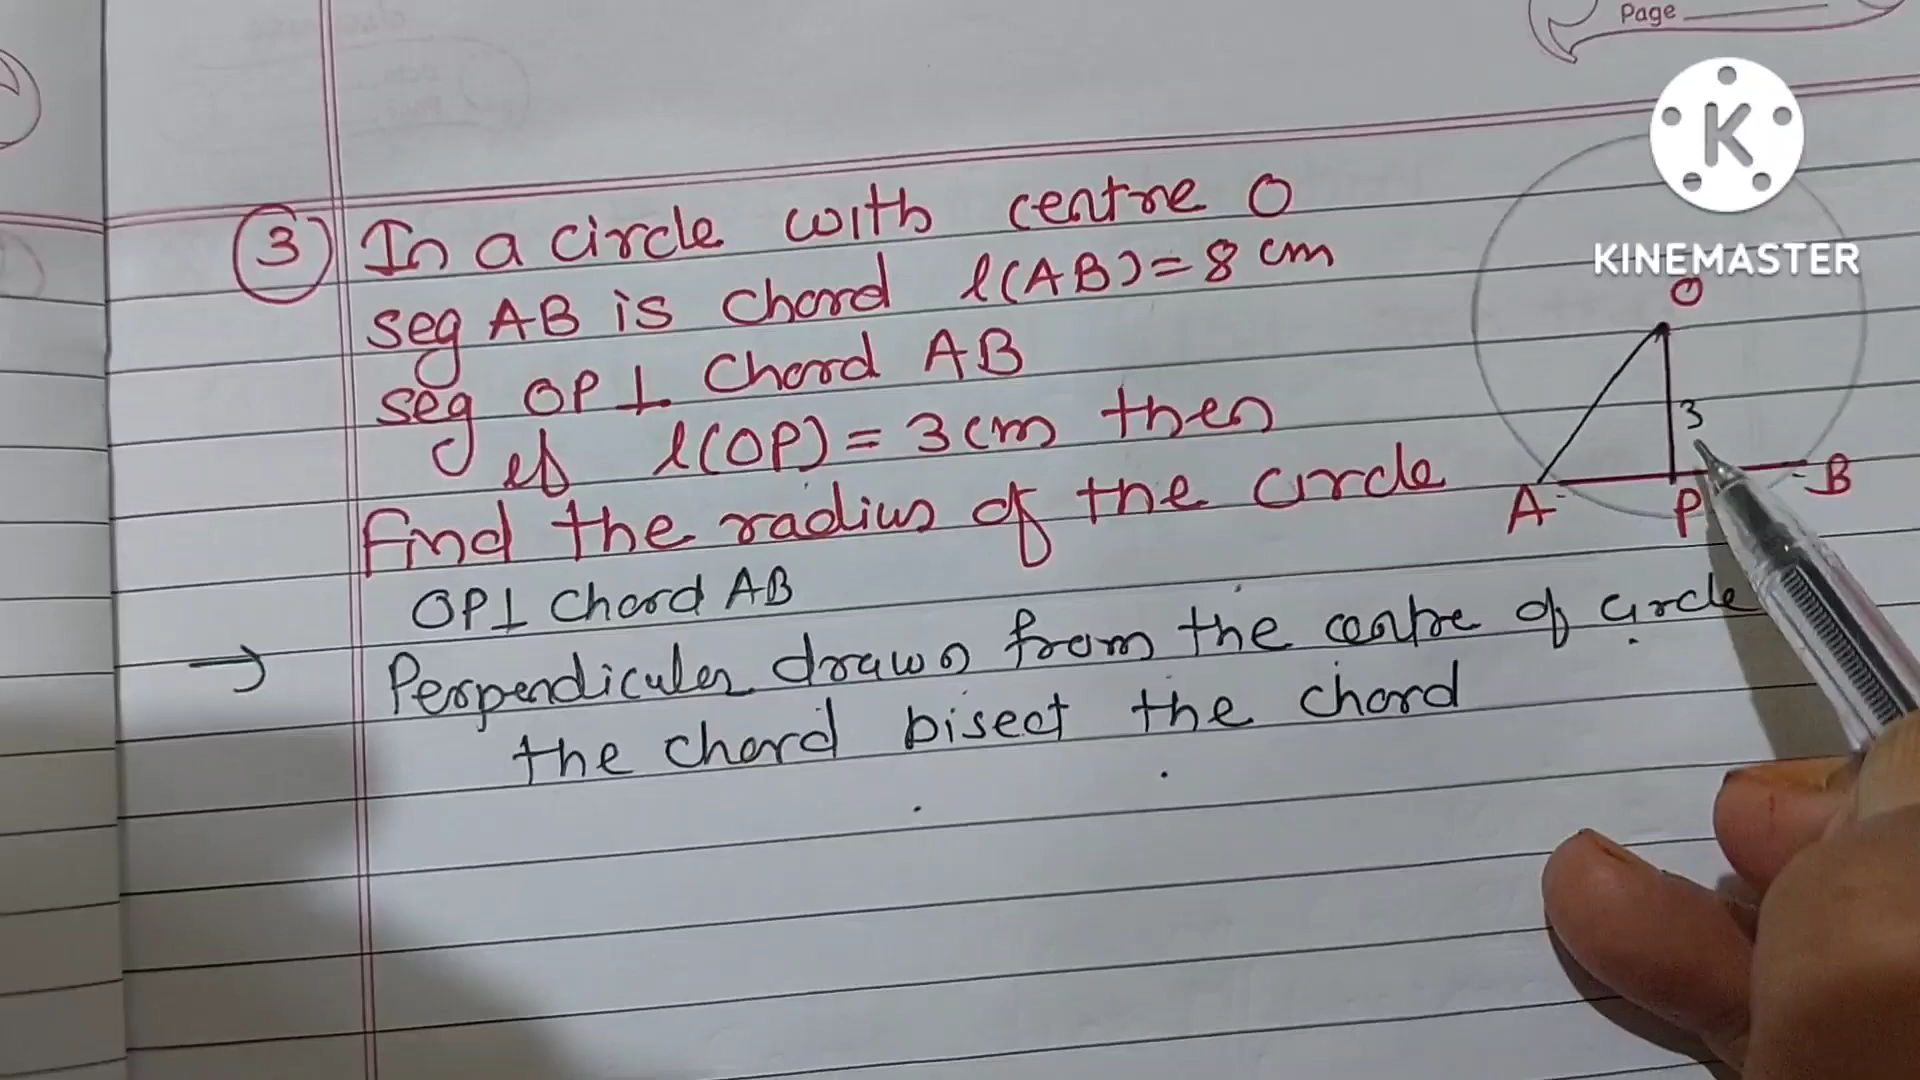 Page
K
KINEMASTER
3 In a circle with centre O
seg AB is chord l(AB)=8 cm
seg OP ⊥ Chord AB
if l(OP) = 3 cm then
find the radius of the circle
O
3
A P B
OP⊥ Chord AB
→ Perpendicular drawn from the centre of circle
the chord bisect the chord